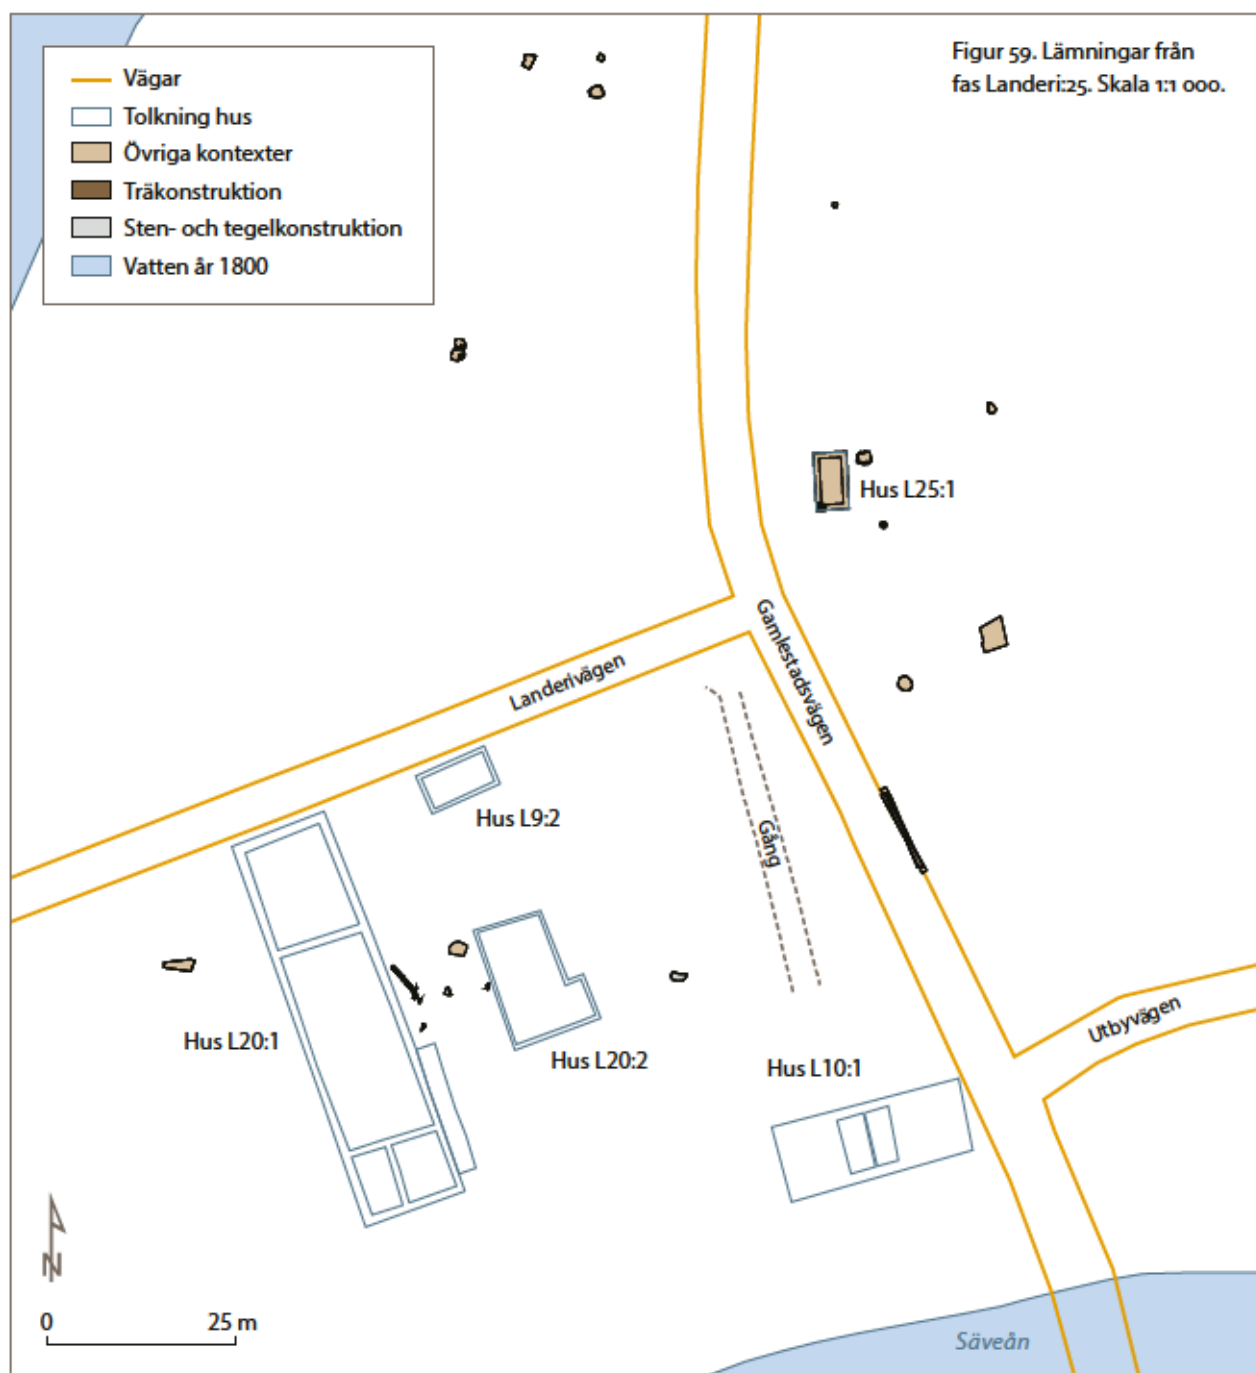 Figur 59. Lämningar från
fas Landeri:25. Skala 1:1 000.
Vägar
Tolkning hus
Övriga kontexter
Träkonstruktion
Sten- och tegelkonstruktion
Vatten år 1800
Hus L25:1
Gamlestadsvägen
Landerivägen
Hus L9:2
Gång
Utbyvägen
Hus L20:1
Hus L20:2
Hus L10:1
N
0 25 m
Säveån